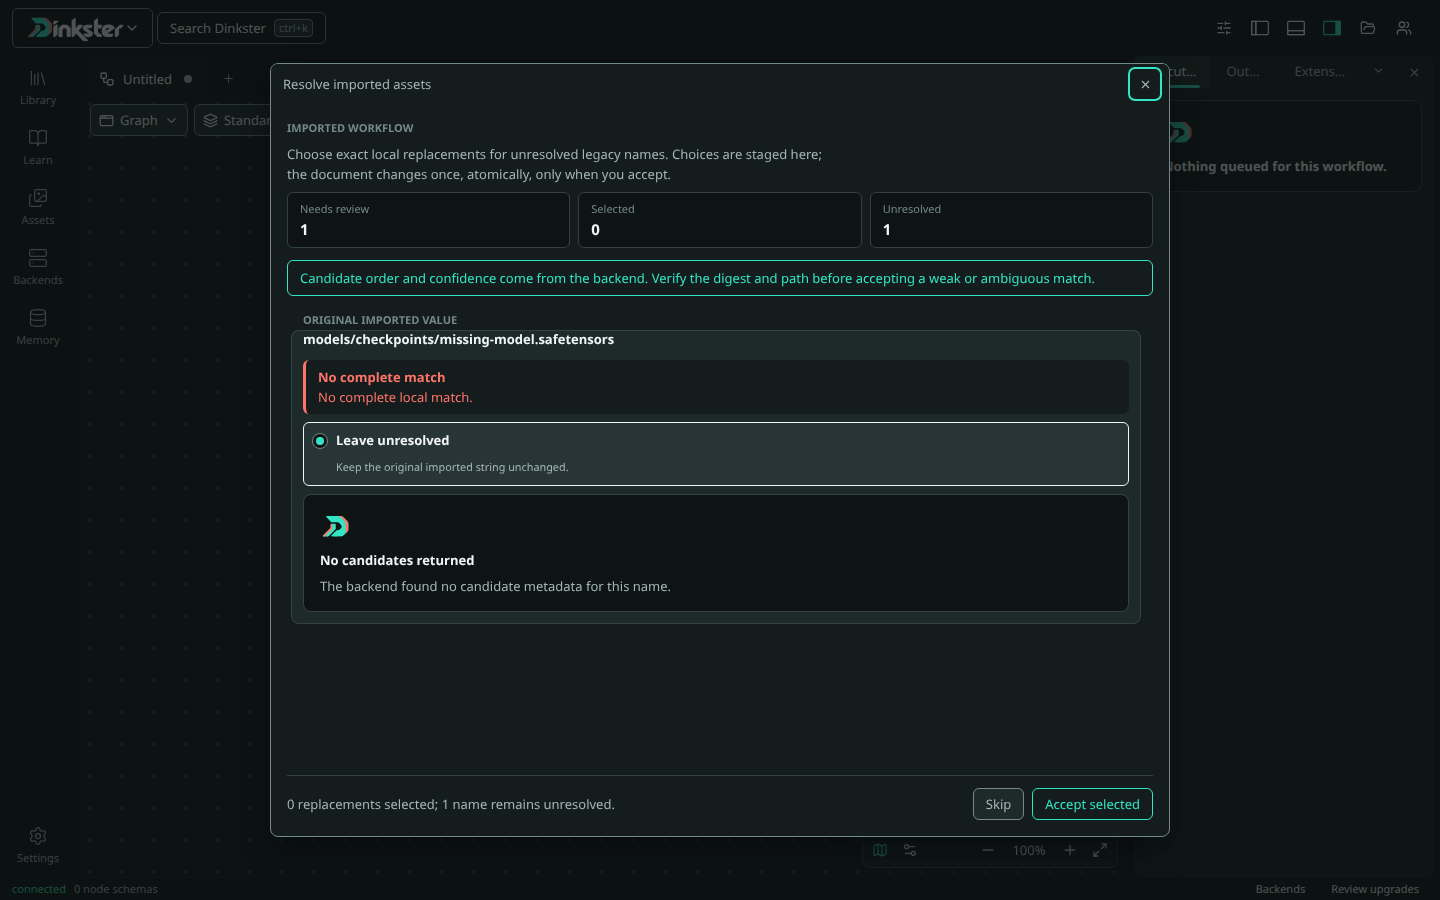 Dinkster
Search Dinkster ctrl+k
Library
Learn
Assets
Backends
Memory
Settings
Untitled
Graph
Standar
Out...
Extens...
Nothing queued for this workflow.
Resolve imported assets
IMPORTED WORKFLOW
Choose exact local replacements for unresolved legacy names. Choices are staged here;
the document changes once, atomically, only when you accept.
Needs review
1
Selected
0
Unresolved
1
Candidate order and confidence come from the backend. Verify the digest and path before accepting a weak or ambiguous match.
ORIGINAL IMPORTED VALUE
models/checkpoints/missing-model.safetensors
No complete match
No complete local match.
Leave unresolved
Keep the original imported string unchanged.
No candidates returned
The backend found no candidate metadata for this name.
0 replacements selected; 1 name remains unresolved.
Skip
Accept selected
100%
connected 0 node schemas
Backends
Review upgrades